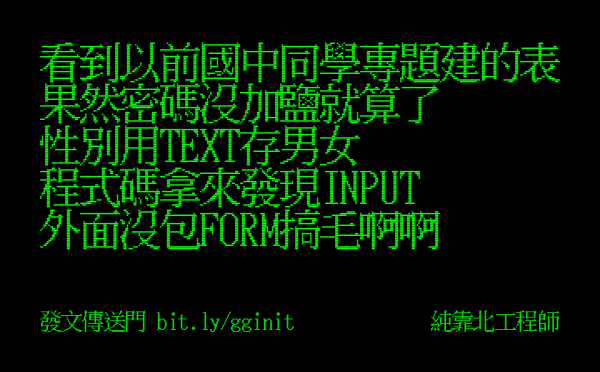 看到以前國中同學專題建的表
果然密碼沒加鹽就算了
性別用TEXT存男女
程式碼拿來發現INPUT
外面沒包FORM搞毛啊啊
發文傳送門 bit.ly/gginit
純靠北工程師